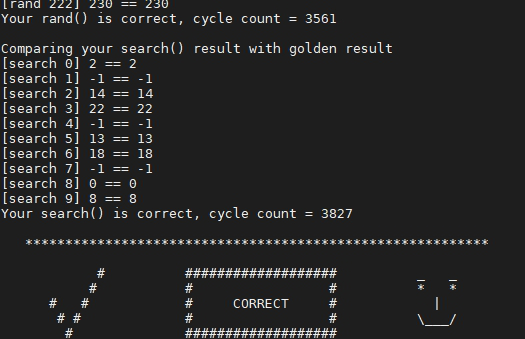 [rand 222] 230 == 230
Your rand() is correct, cycle count = 3561

Comparing your search() result with golden result
[search 0] 2 == 2
[search 1] -1 == -1
[search 2] 14 == 14
[search 3] 22 == 22
[search 4] -1 == -1
[search 5] 13 == 13
[search 6] 18 == 18
[search 7] -1 == -1
[search 8] 0 == 0
[search 9] 8 == 8
Your search() is correct, cycle count = 3827

   **********************************************************

            #          ###################          _   _
           #           #                 #          *   *
      #   #            #     CORRECT     #            |
       # #             #                 #          \___/
        #              ###################